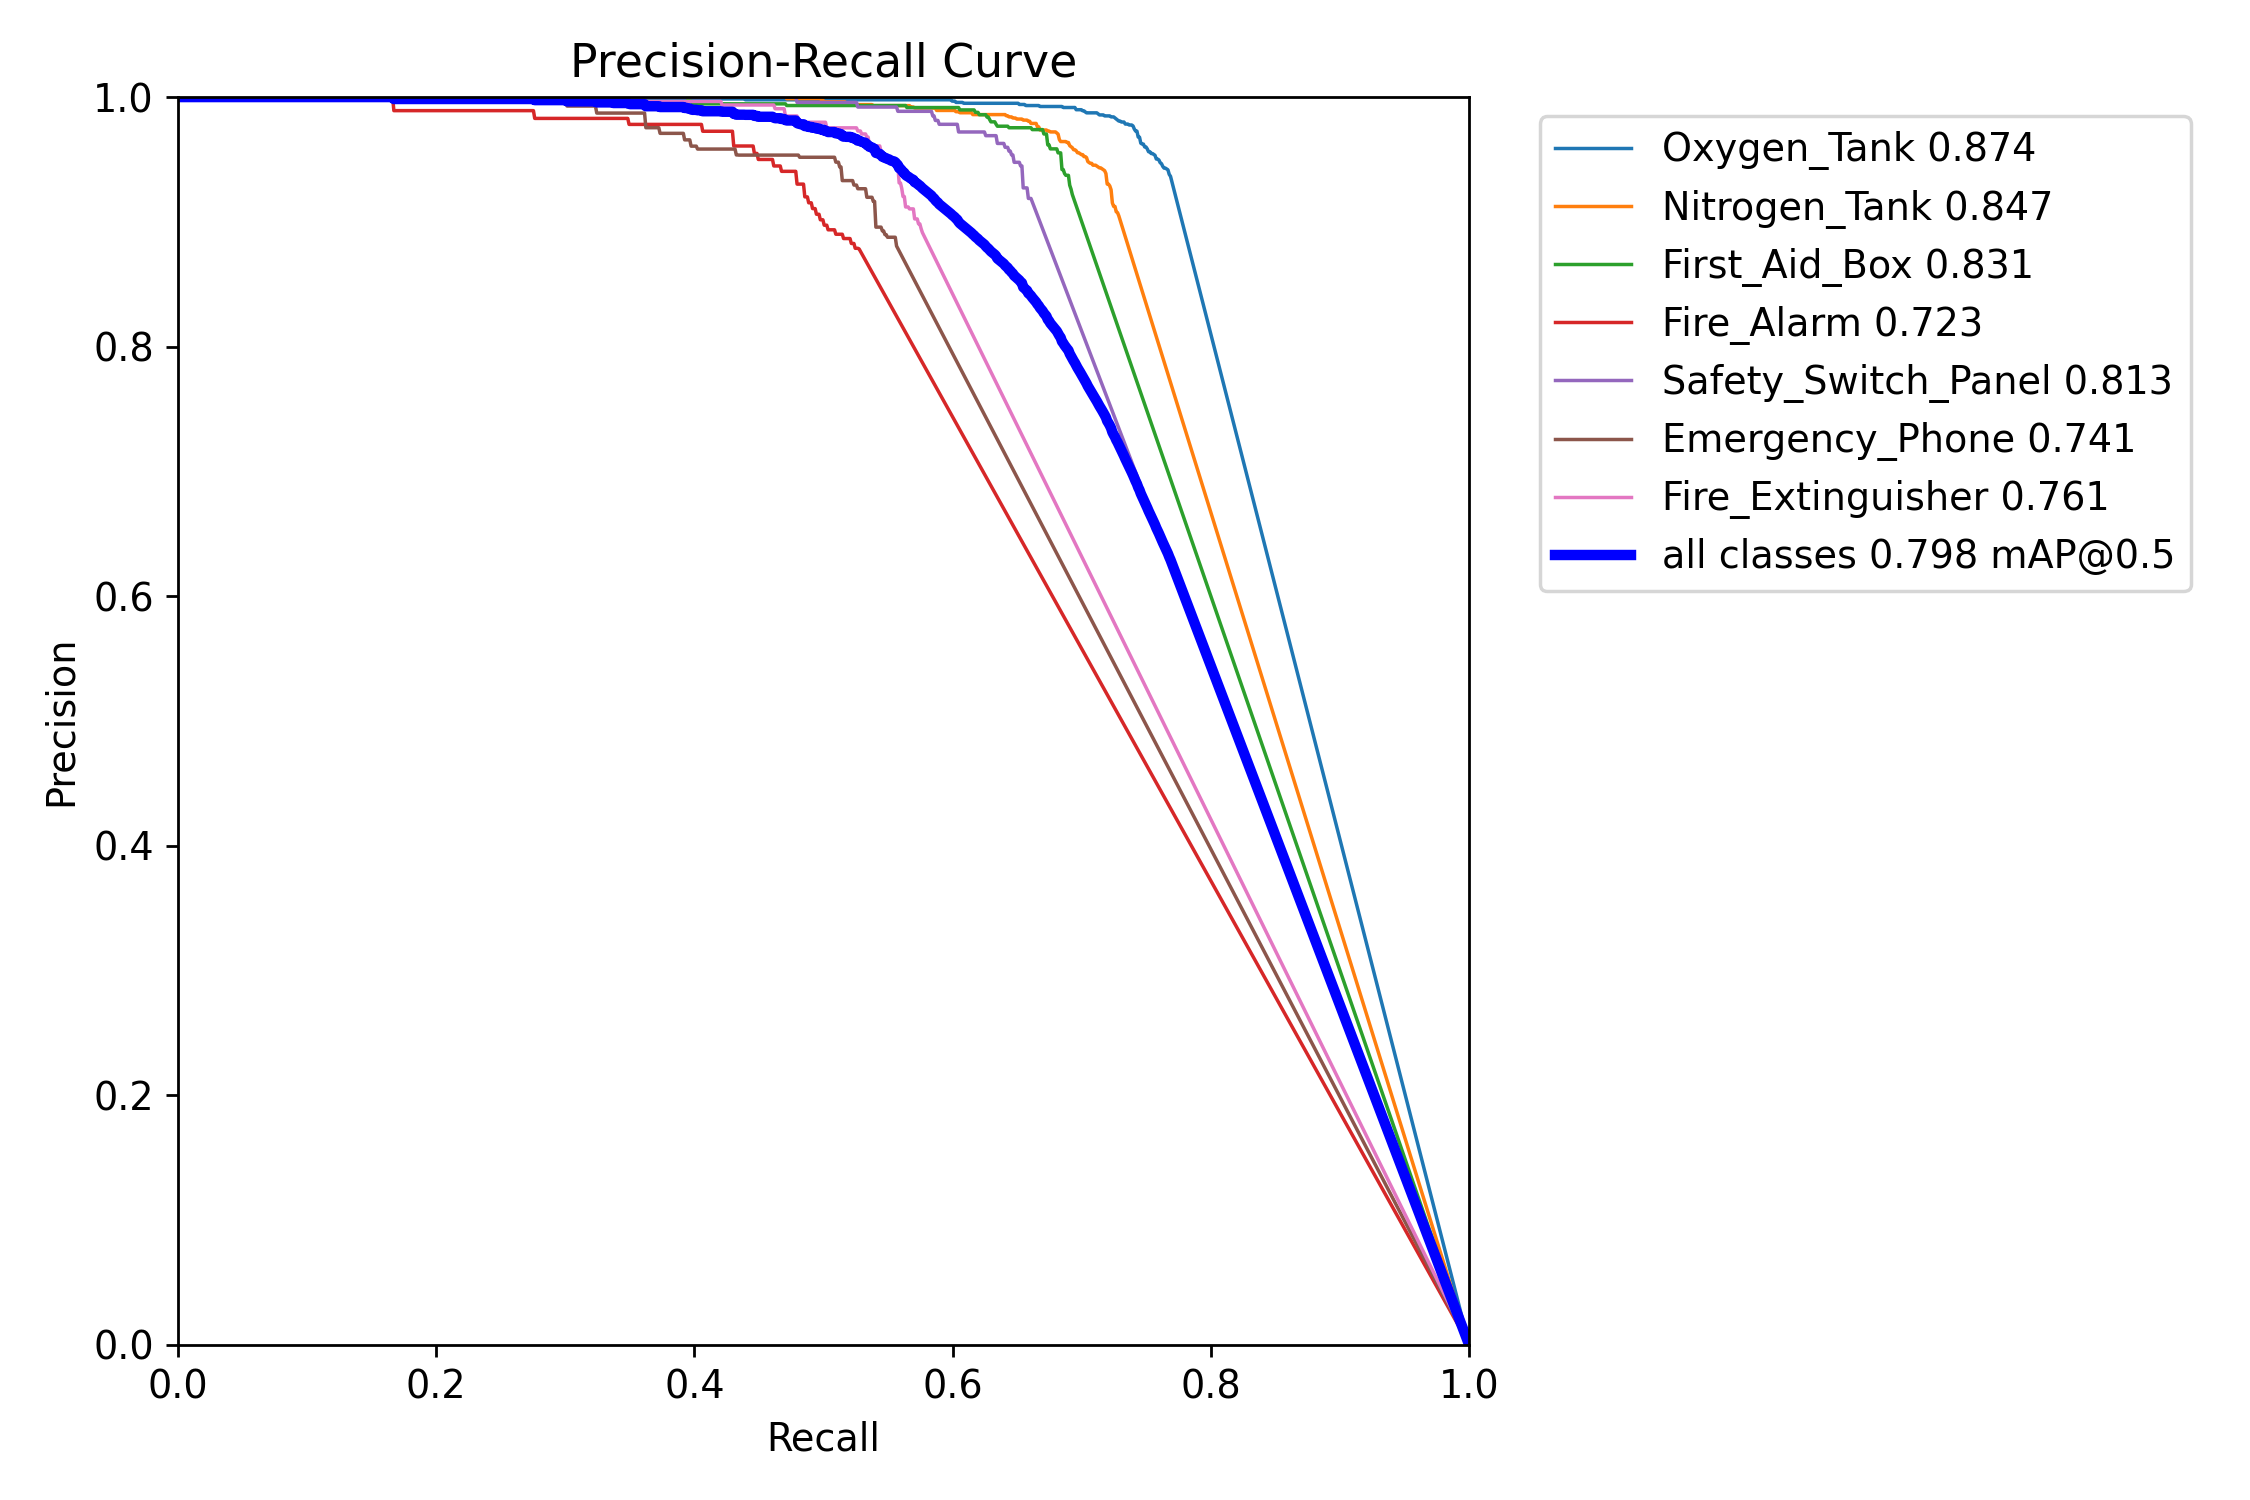 Precision-Recall Curve
1.0
0.8
0.6
0.4
0.2
0.0
Precision
0.0 0.2 0.4 0.6 0.8 1.0
Recall
Oxygen_Tank 0.874
Nitrogen_Tank 0.847
First_Aid_Box 0.831
Fire_Alarm 0.723
Safety_Switch_Panel 0.813
Emergency_Phone 0.741
Fire_Extinguisher 0.761
all classes 0.798 mAP@0.5